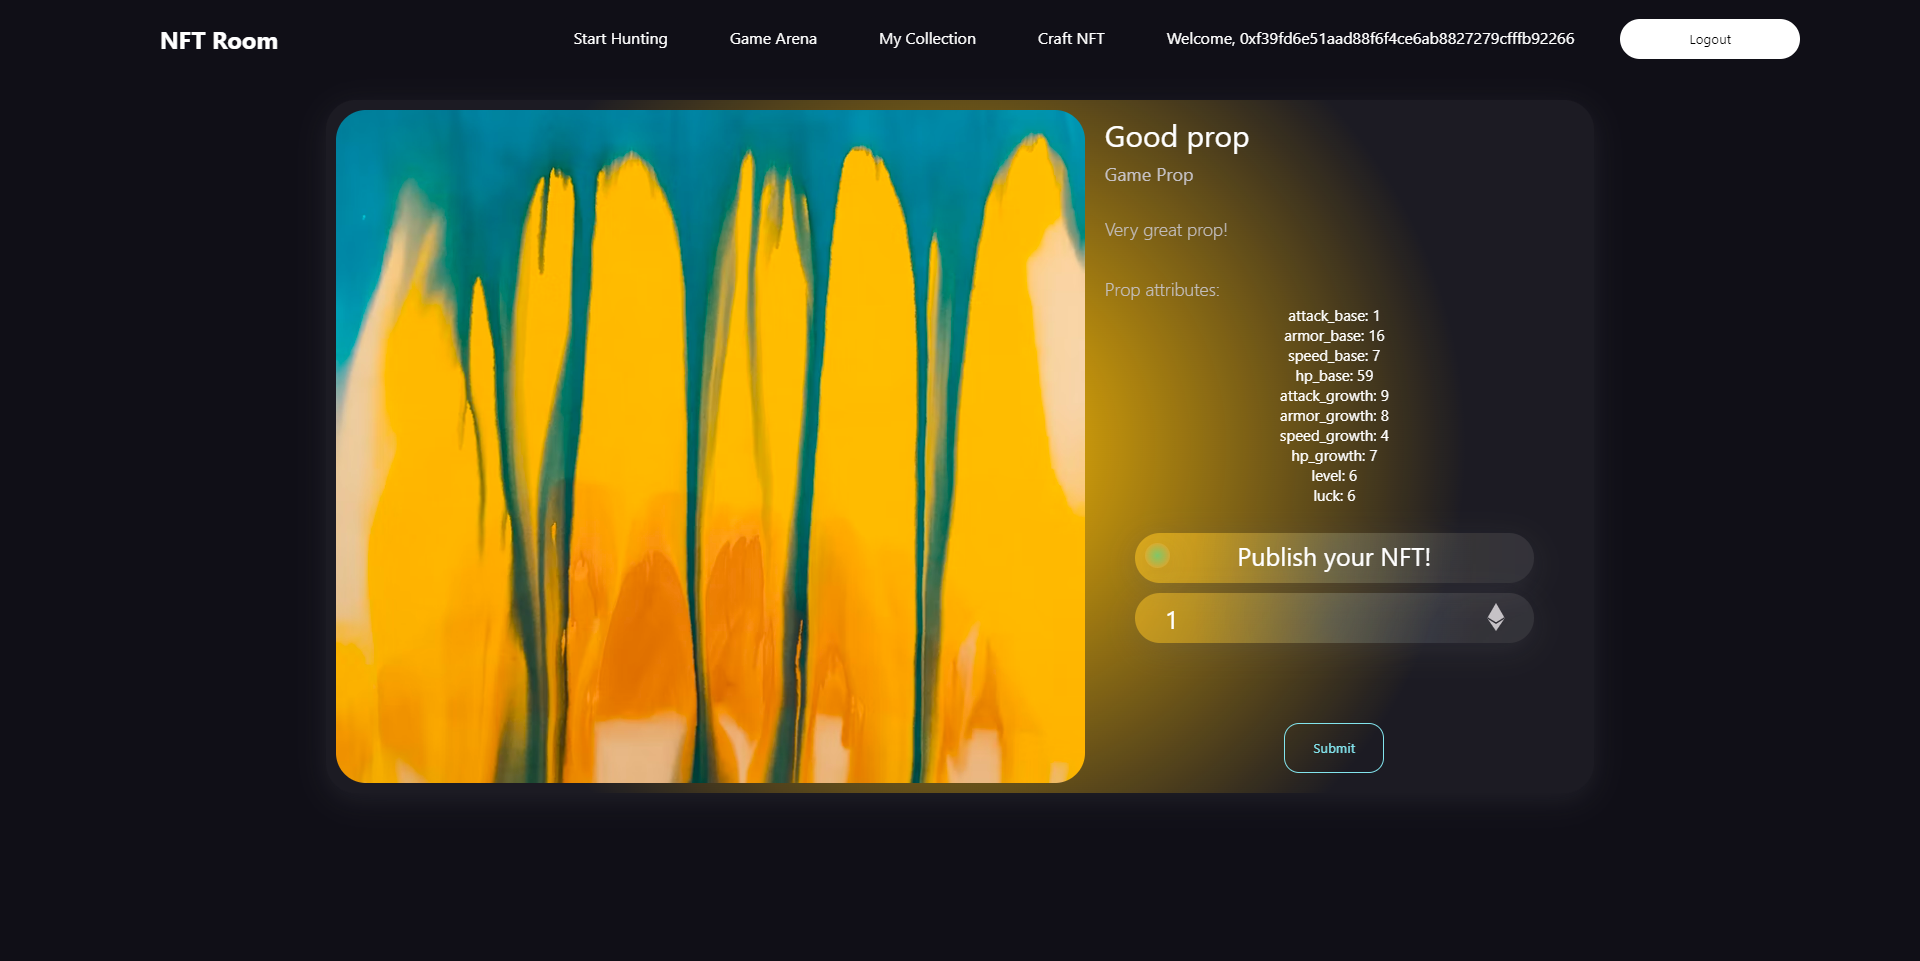 NFT Room
Start Hunting
Game Arena
My Collection
Craft NFT
Welcome, 0xf39fd6e51aad88f6f4ce6ab8827279cfffb92266
Logout
Good prop
Game Prop
Very great prop!
Prop attributes:
attack_base: 1
armor_base: 16
speed_base: 7
hp_base: 59
attack_growth: 9
armor_growth: 8
speed_growth: 4
hp_growth: 7
level: 6
luck: 6
Publish your NFT!
1
Submit